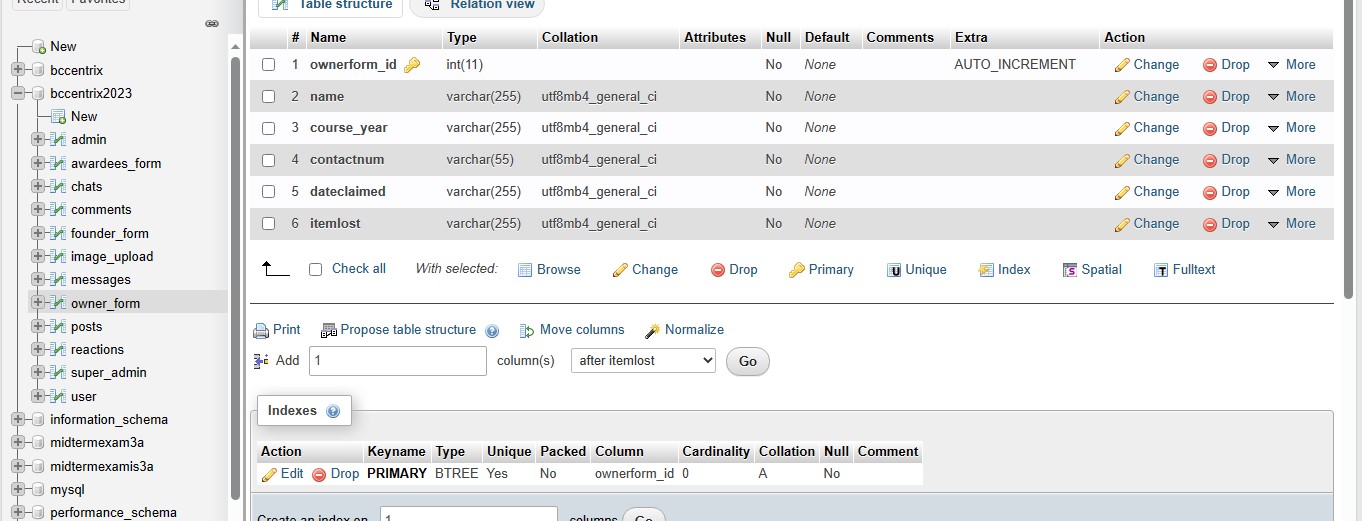 Recent Favorites
New
bccentrix
bccentrix2023
New
admin
awardees_form
chats
comments
founder_form
image_upload
messages
owner_form
posts
reactions
super_admin
user
information_schema
midtermexam3a
midtermexamis3a
mysql
performance_schema
Table structure Relation view
# Name Type Collation Attributes Null Default Comments Extra Action
1 ownerform_id int(11) No None AUTO_INCREMENT Change Drop More
2 name varchar(255) utf8mb4_general_ci No None Change Drop More
3 course_year varchar(255) utf8mb4_general_ci No None Change Drop More
4 contactnum varchar(55) utf8mb4_general_ci No None Change Drop More
5 dateclaimed varchar(255) utf8mb4_general_ci No None Change Drop More
6 itemlost varchar(255) utf8mb4_general_ci No None Change Drop More
Check all With selected: Browse Change Drop Primary Unique Index Spatial Fulltext
Print Propose table structure Move columns Normalize
Add 1 column(s) after itemlost Go
Indexes
Action Keyname Type Unique Packed Column Cardinality Collation Null Comment
Edit Drop PRIMARY BTREE Yes No ownerform_id 0 A No
Create an index on 1 columns Go